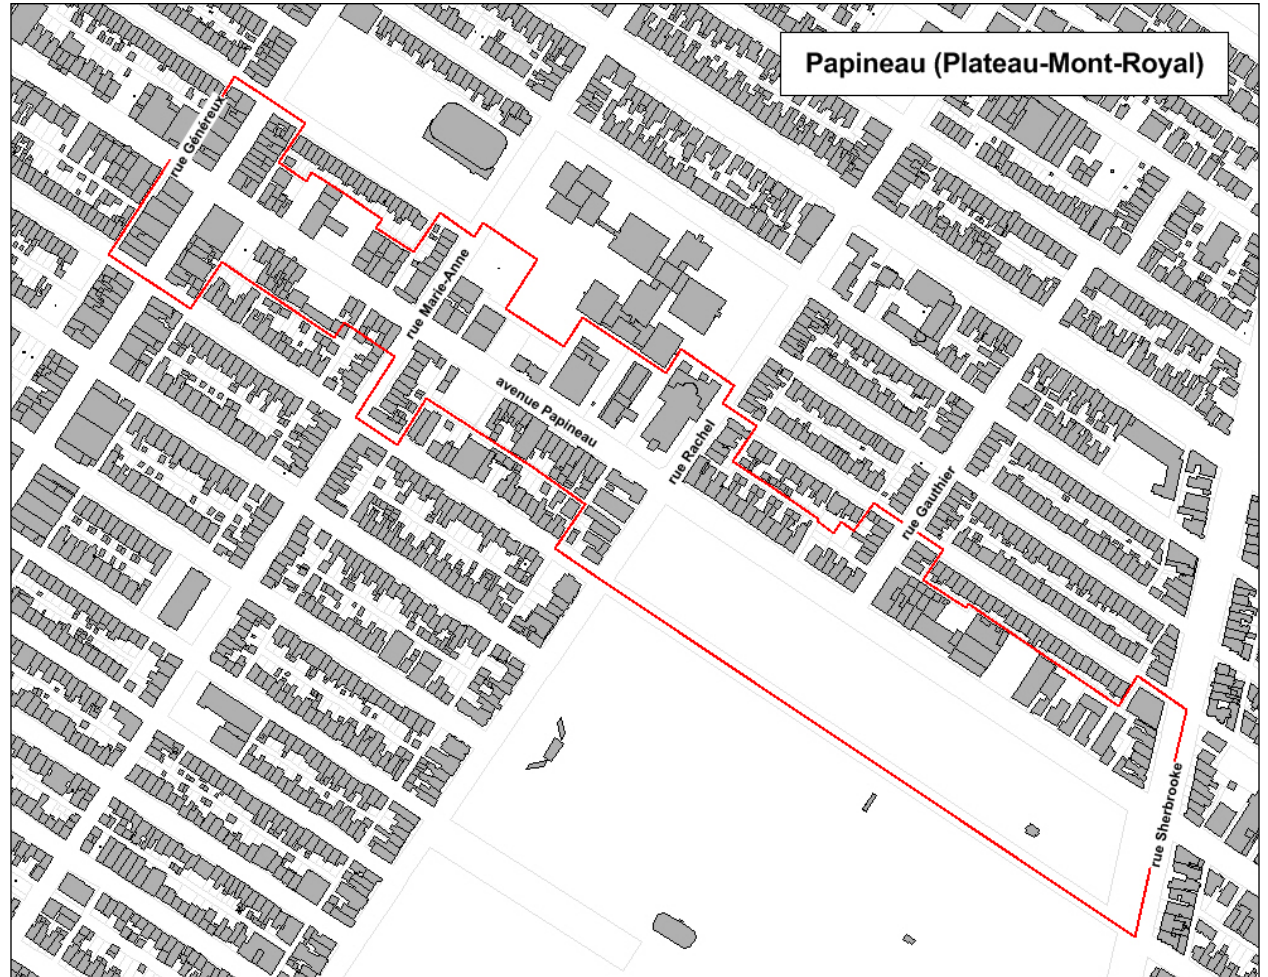 Papineau (Plateau-Mont-Royal)
rue Généreux
rue Marie-Anne
avenue Papineau
rue Rachel
rue Gauthier
rue Sherbrooke